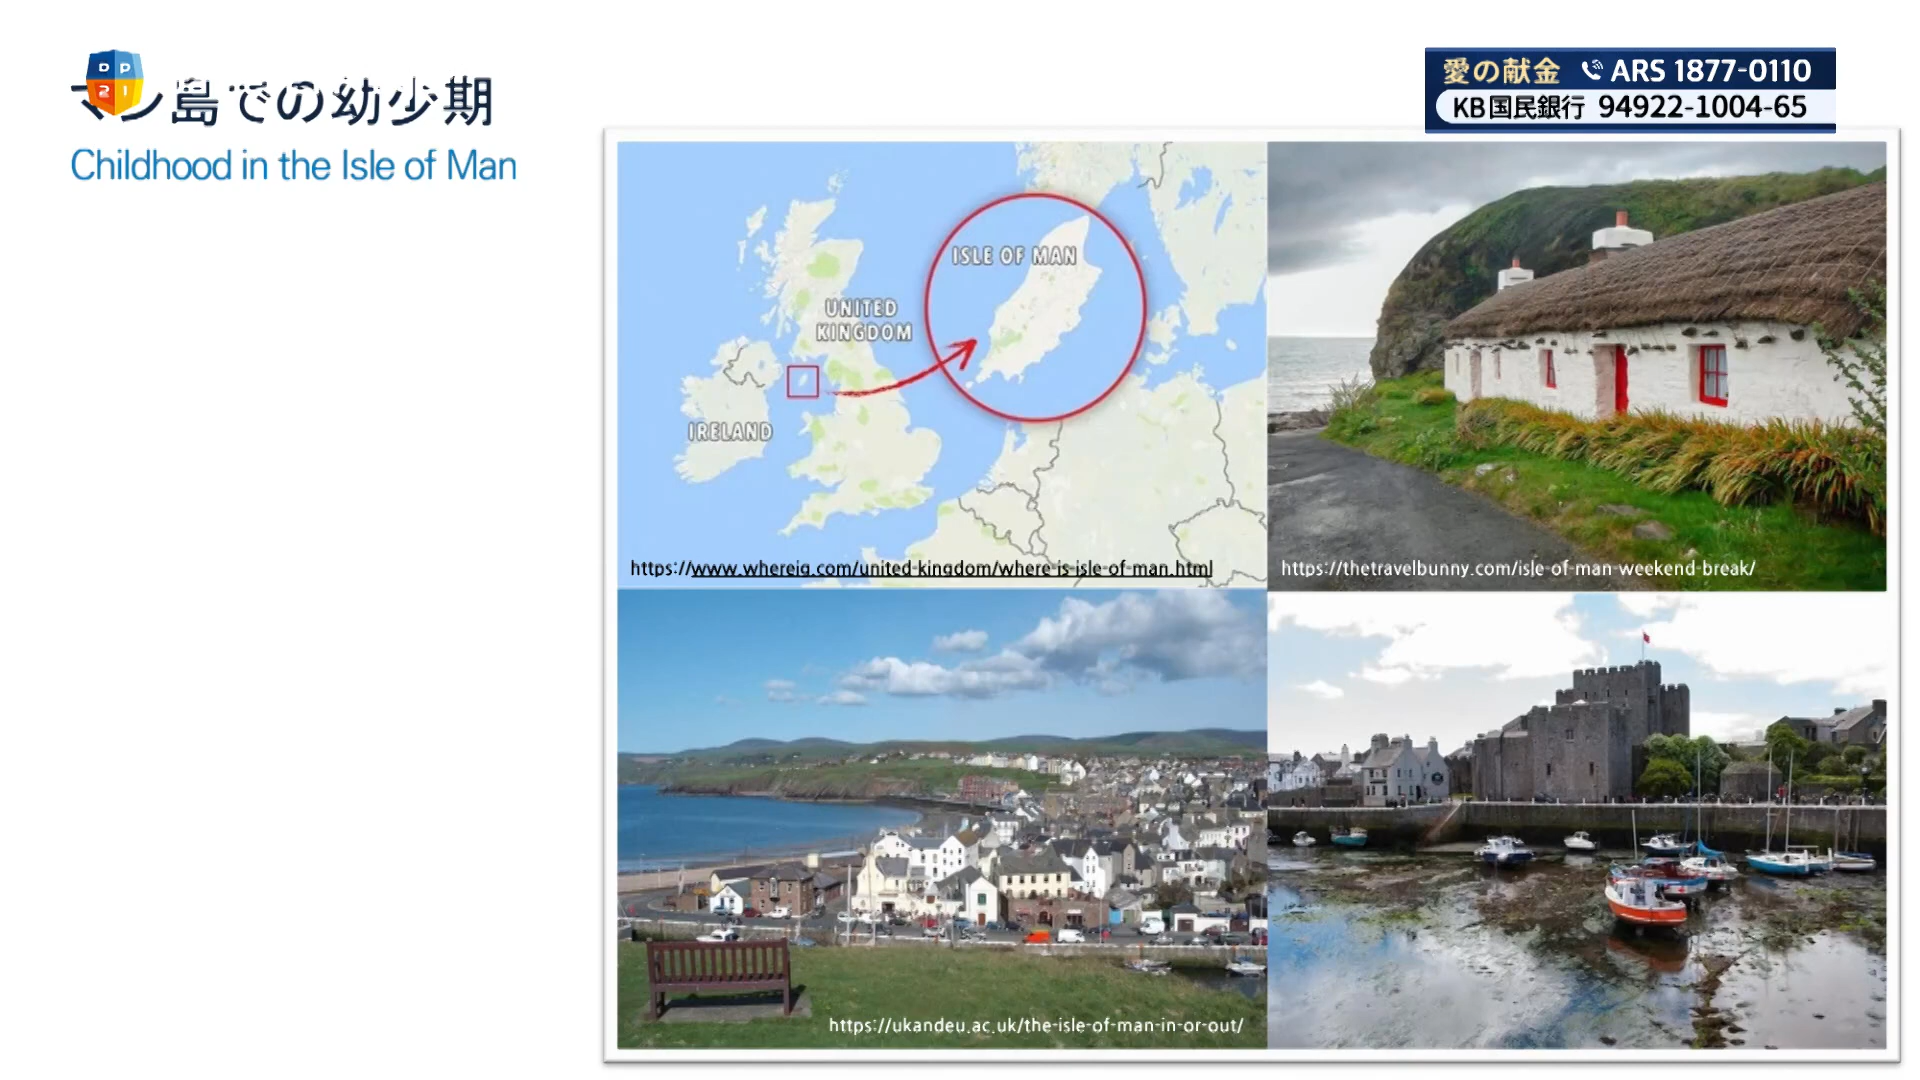 DP
21
マン島での幼少期
Childhood in the Isle of Man
愛の献金 ARS 1877-0110
KB国民銀行 94922-1004-65
ISLE OF MAN
UNITED
KINGDOM
IRELAND
https://www.whereig.com/united-kingdom/where-is-isle-of-man.html
https://thetravelbunny.com/isle-of-man-weekend-break/
https://ukandeu.ac.uk/the-isle-of-man-in-or-out/